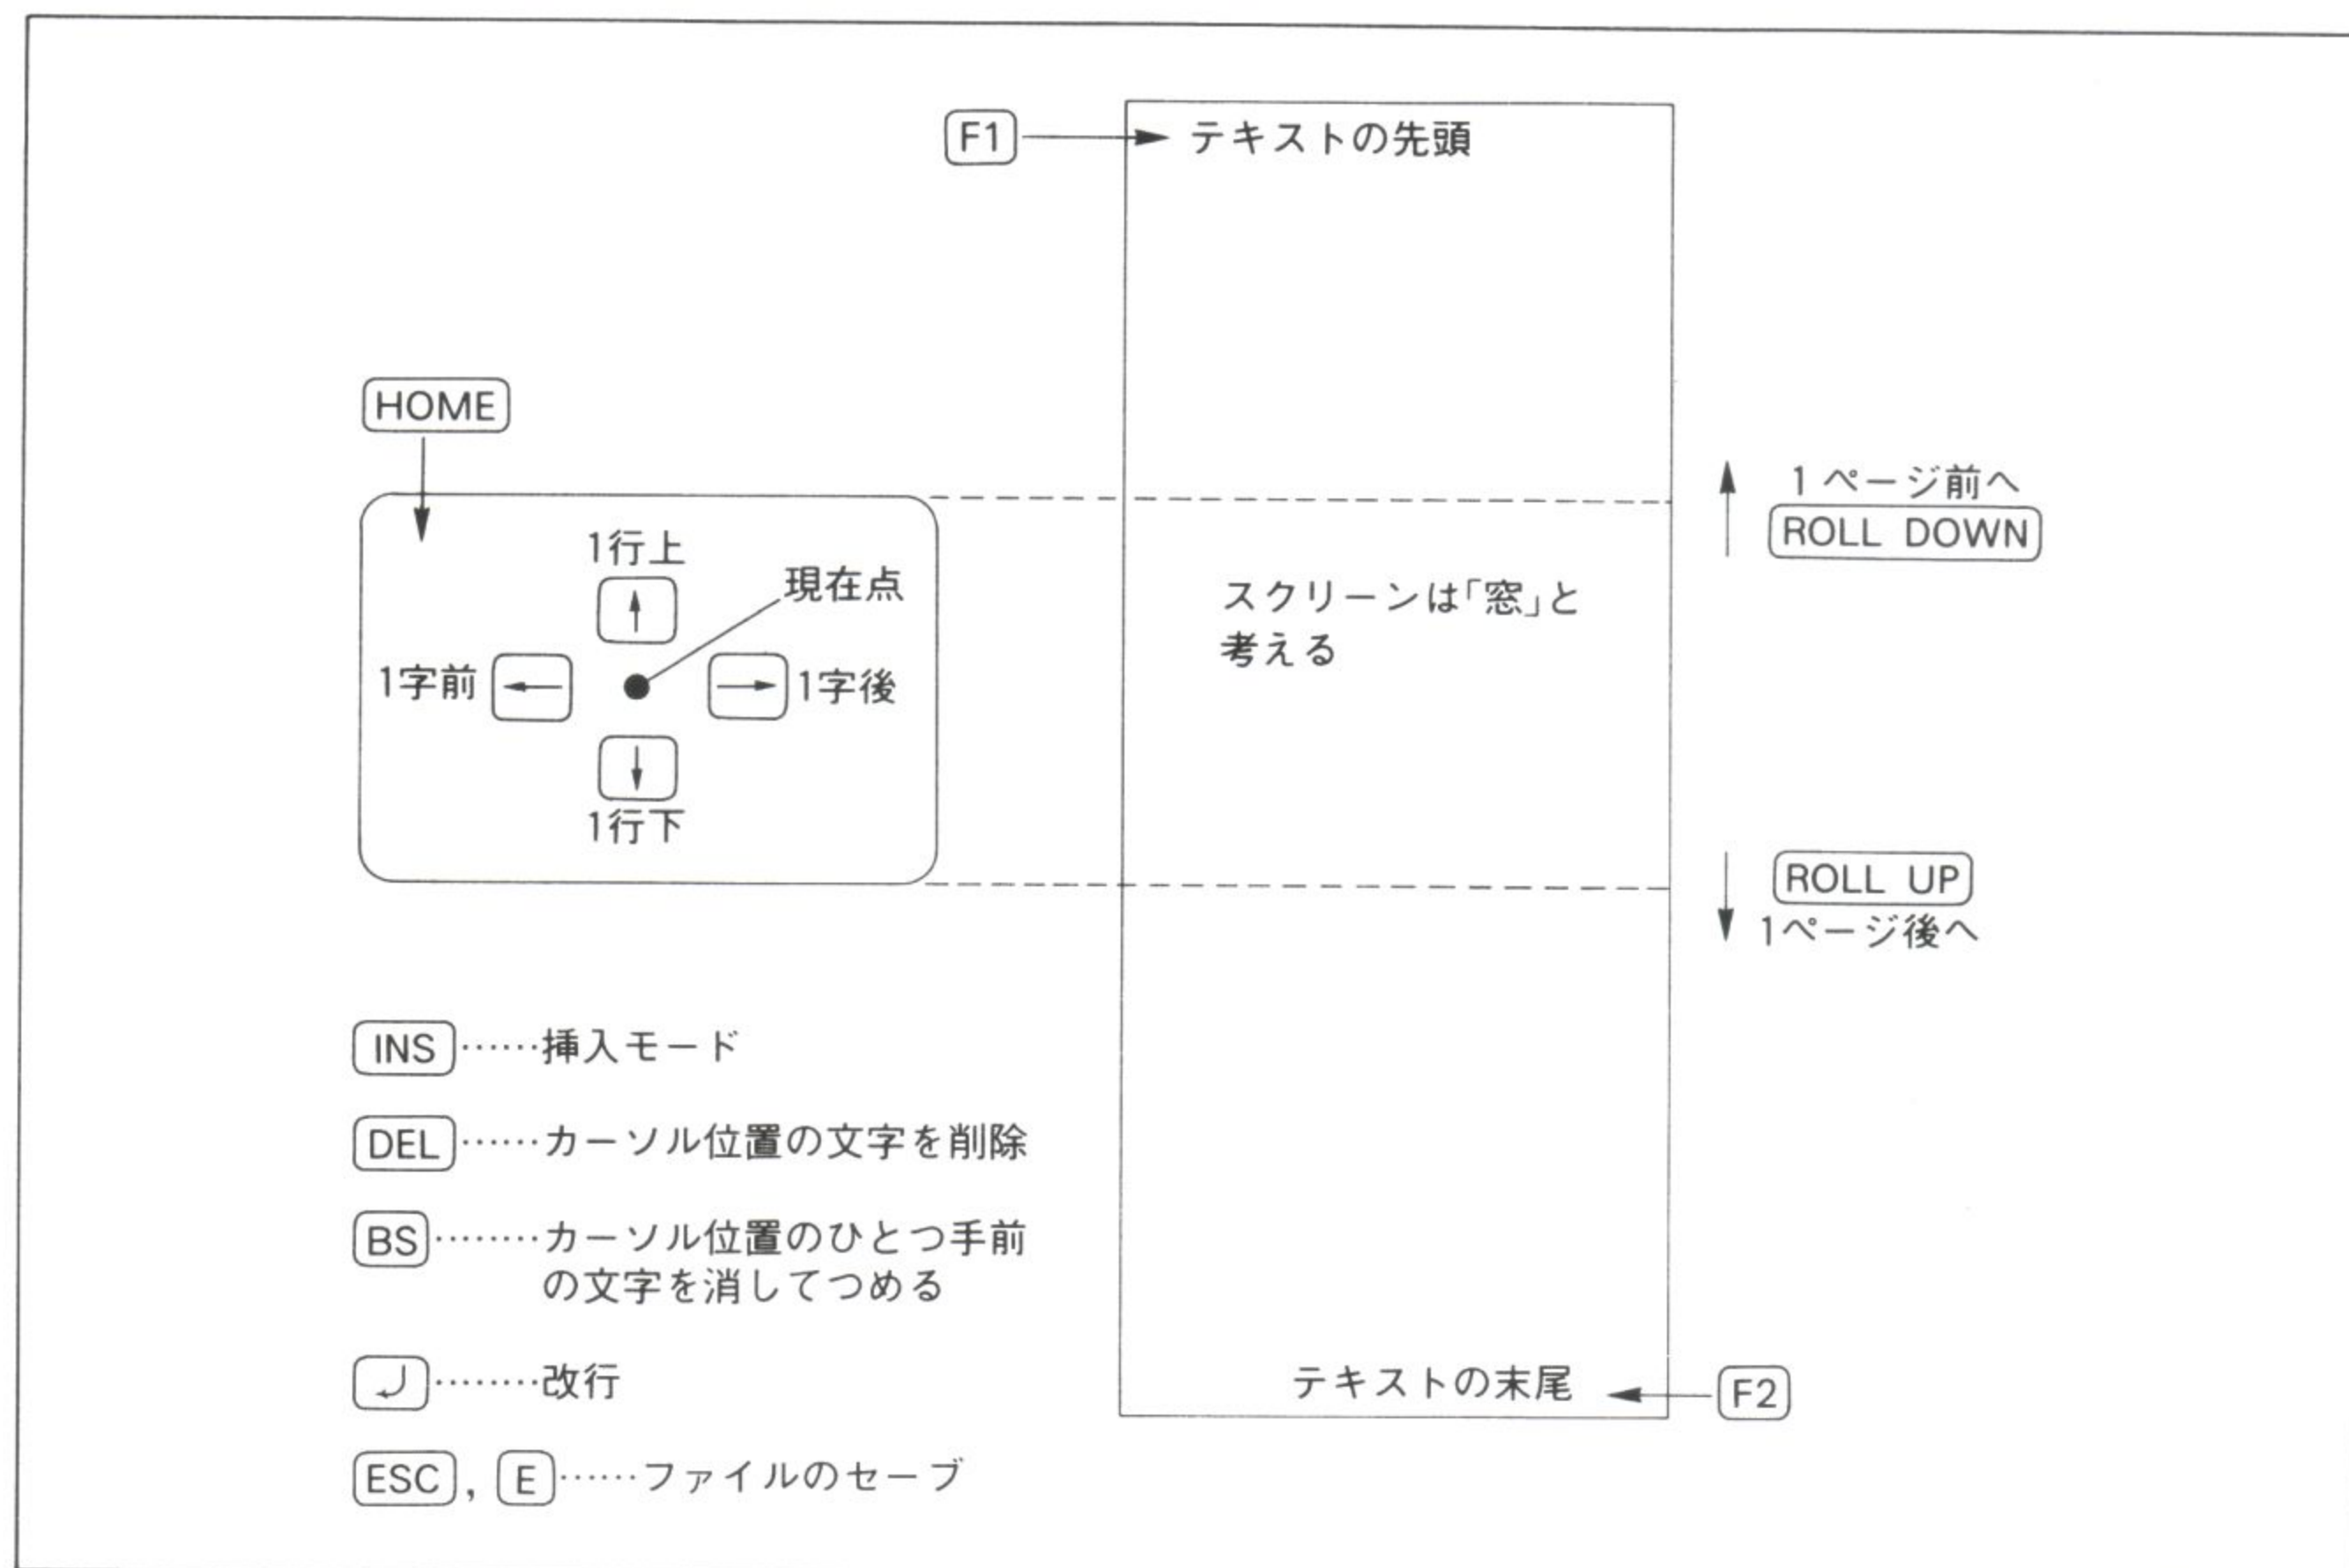 F1 テキストの先頭
HOME
1行上
↑
現在点
1字前 ← → 1字後
↓
1行下
1ページ前へ
ROLL DOWN
スクリーンは「窓」と
考える
ROLL UP
1ページ後へ
INS……挿入モード
DEL……カーソル位置の文字を削除
BS………カーソル位置のひとつ手前
の文字を消してつめる
↲………改行
ESC, E……ファイルのセーブ
テキストの末尾 F2